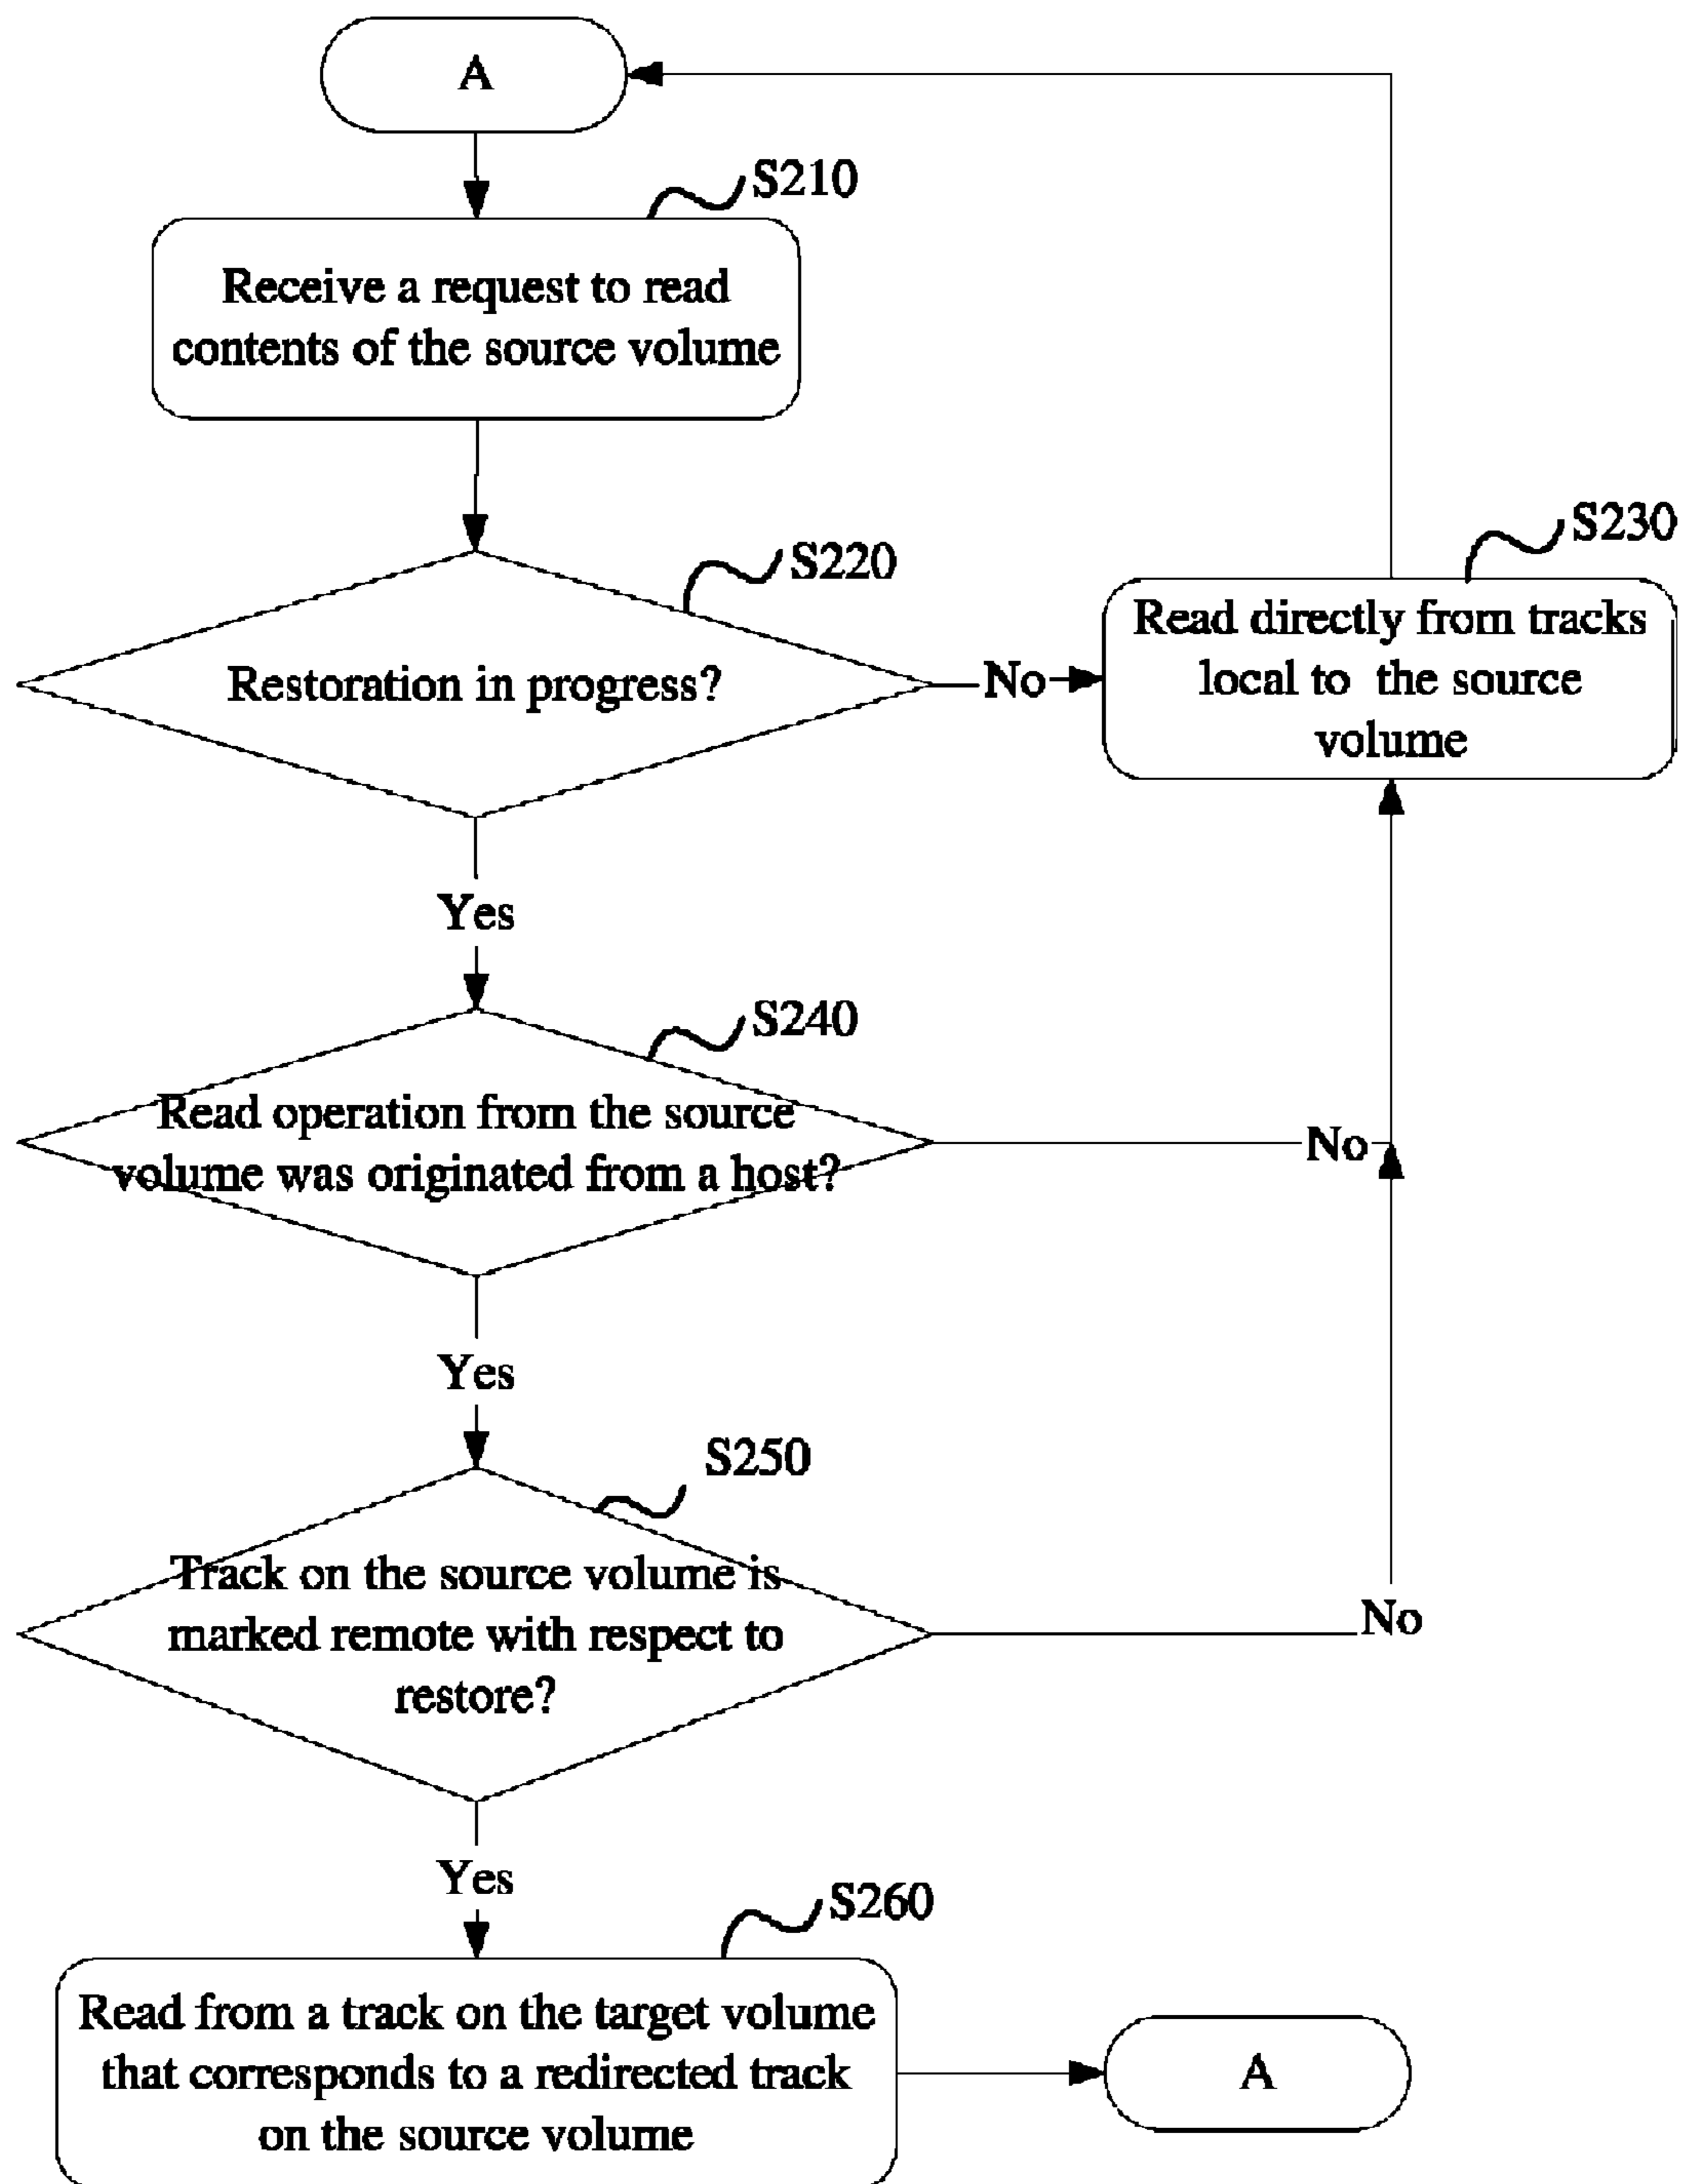 A
S210
Receive a request to read
contents of the source volume
S220
Restoration in progress?
No
S230
Read directly from tracks
local to the source
volume
Yes
S240
Read operation from the source
volume was originated from a host?
No
Yes
S250
Track on the source volume is
marked remote with respect to
restore?
No
Yes
S260
Read from a track on the target volume
that corresponds to a redirected track
on the source volume
A